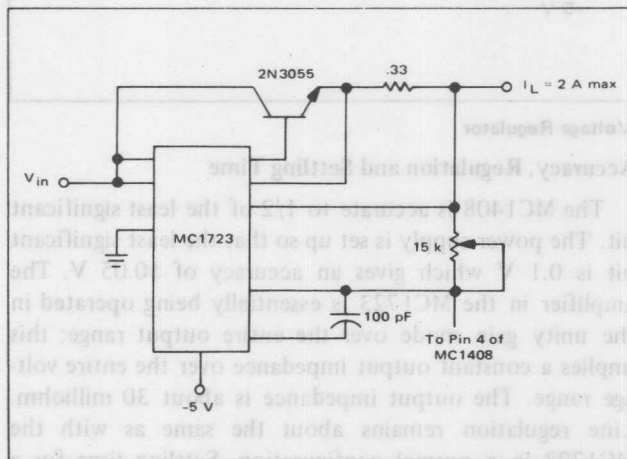 -5 V
2N3055
.33
I_L = 2 A max
Voltage Regulator
Accuracy, Regulation and Settling Time
V_in
The MC1408 is accurate to 1/2 of the least significant
MC1723
bit. The power supply is set up so that the least significant
15 k
bit is 0.1 V which gives an accuracy of ±0.05 V. The
amplifier in the MC1723 is essentially being operated in
the unity gain mode over the entire output range; this
100 pF
To Pin 4 of
MC1408
implies a constant output impedance over the entire volt-
age range. The output impedance is about 30 milliohm.
-5 V
Line regulation remains about the same as with the
MC1723 in a normal configuration. Settling time for a